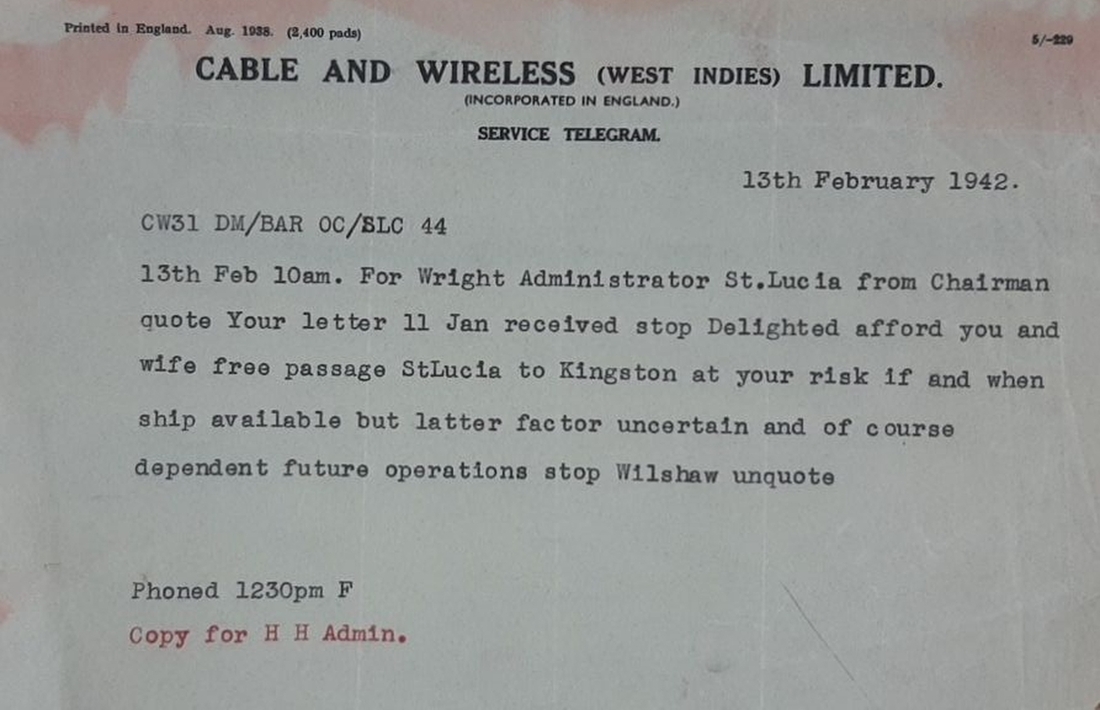 Printed in England. Aug. 1938. (2,400 pads)
5/-229
CABLE AND WIRELESS (WEST INDIES) LIMITED.
(INCORPORATED IN ENGLAND.)
SERVICE TELEGRAM.
13th February 1942.
CW31 DM/BAR OC/SLC 44
13th Feb 10am. For Wright Administrator St.Lucia from Chairman
quote Your letter 11 Jan received stop Delighted afford you and
wife free passage StLucia to Kingston at your risk if and when
ship available but latter factor uncertain and of course
dependent future operations stop Wilshaw unquote
Phoned 1230pm F
Copy for H H Admin.